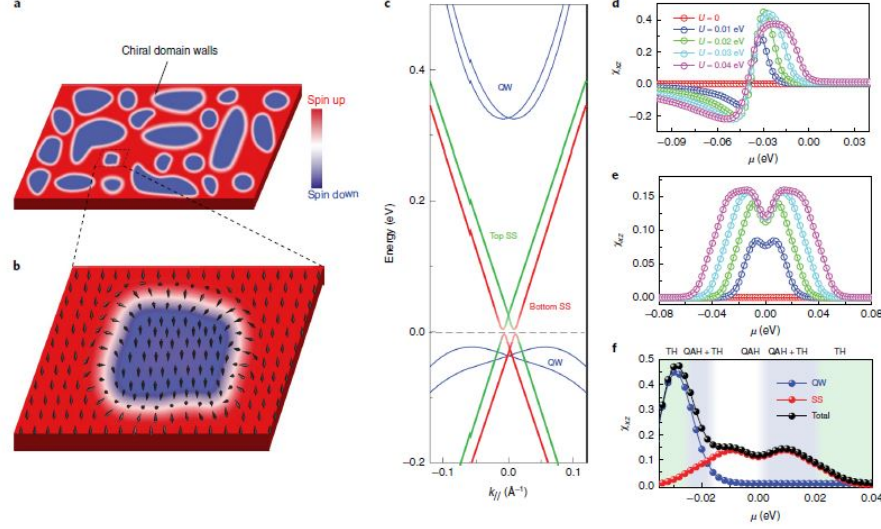 a
Chiral domain walls
Spin up
Spin down
b
c
0.4
0.2
0.0
−0.2
Energy (eV)
QW
Top SS
Bottom SS
QW
−0.1
0.0
0.1
k// (Å⁻¹)
d
0.4
0.2
0
−0.2
χxz
U = 0
U = 0.01 eV
U = 0.02 eV
U = 0.03 eV
U = 0.04 eV
−0.09
−0.06
−0.03
0.00
0.03
μ (eV)
e
0.15
0.10
0.05
0.00
χxz
−0.08
−0.04
0.00
0.04
0.08
μ (eV)
f
TH QAH + TH QAH QAH + TH TH
0.5
0.4
0.3
0.2
0.1
0.0
χxz
QW
SS
Total
−0.02
0.00
0.02
0.04
μ (eV)